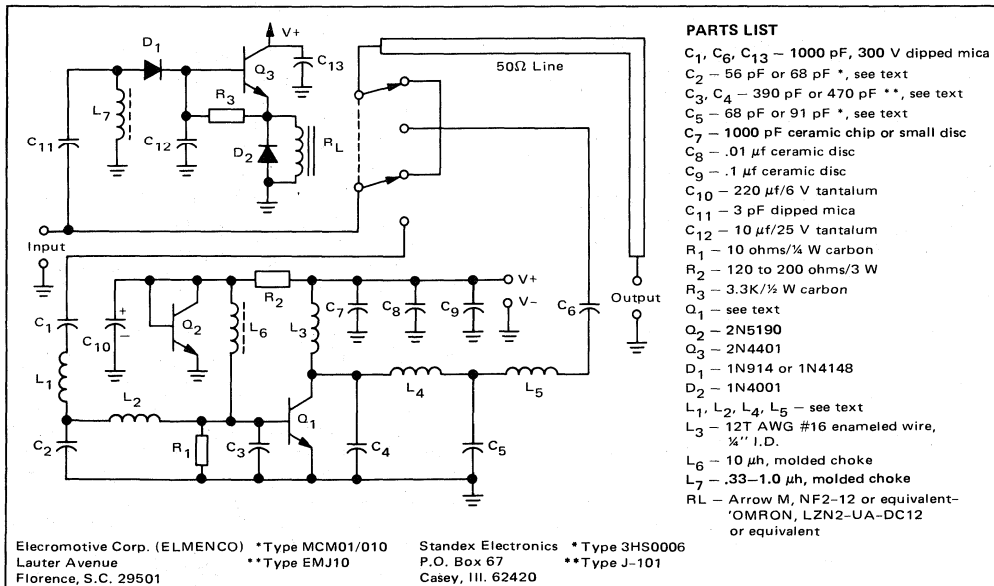 PARTS LIST
C1, C6, C13 – 1000 pF, 300 V dipped mica
C2 – 56 pF or 68 pF *, see text
C3, C4 – 390 pF or 470 pF **, see text
C5 – 68 pF or 91 pF *, see text
C7 – 1000 pF ceramic chip or small disc
C8 – .01 μf ceramic disc
C9 – .1 μf ceramic disc
C10 – 220 μf/6 V tantalum
C11 – 3 pF dipped mica
C12 – 10 μf/25 V tantalum
R1 – 10 ohms/¼ W carbon
R2 – 120 to 200 ohms/3 W
R3 – 3.3K/½ W carbon
Q1 – see text
Q2 – 2N5190
Q3 – 2N4401
D1 – 1N914 or 1N4148
D2 – 1N4001
L1, L2, L4, L5 – see text
L3 – 12T AWG #16 enameled wire,
¼" I.D.
L6 – 10 μh, molded choke
L7 – .33–1.0 μh, molded choke
RL – Arrow M, NF2-12 or equivalent–
'OMRON, LZN2-UA-DC12
or equivalent
D1
V+
Q3
C13
50Ω Line
L7
R3
C11
C12
D2
RL
Input
Output
R2
V+
V-
C1
C10
Q2
L6
L3
C7
C8
C9
C6
L1
L2
Q1
L4
L5
C2
R1
C3
C4
C5
Elecromotive Corp. (ELMENCO) *Type MCM01/010
Lauter Avenue **Type EMJ10
Florence, S.C. 29501
Standex Electronics *Type 3HS0006
P.O. Box 67 **Type J-101
Casey, Ill. 62420